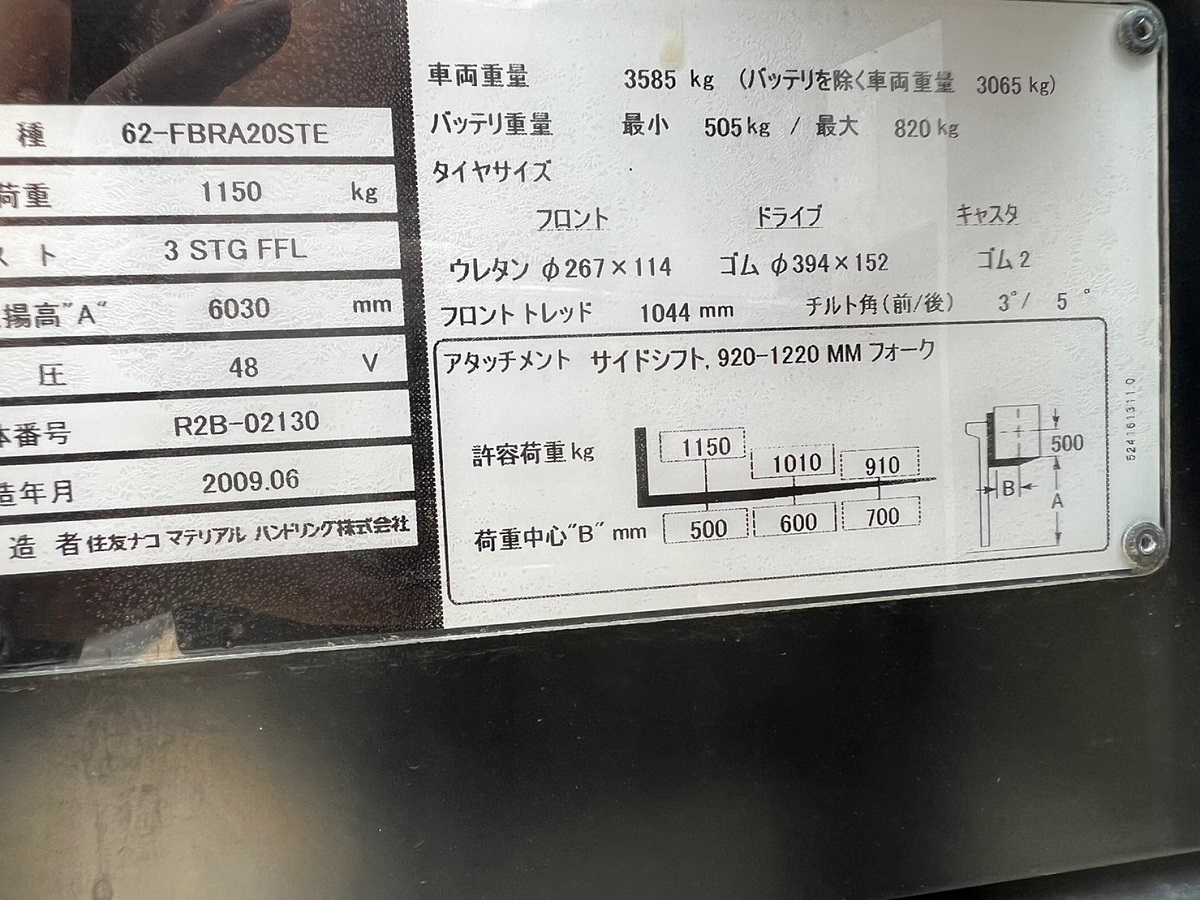 種 62-FBRA20STE
荷重 1150 kg
スト 3 STG FFL
揚高"A" 6030 mm
圧 48 V
体番号 R2B-02130
造年月 2009.06
造者 住友ナコ マテリアル ハンドリング株式会社
車両重量 3585 kg (バッテリを除く車両重量 3065 kg)
バッテリ重量 最小 505 kg / 最大 820 kg
タイヤサイズ
フロント ドライブ キャスタ
ウレタン φ267×114 ゴム φ394×152 ゴム 2
フロント トレッド 1044 mm チルト角(前/後) 3°/ 5°
アタッチメント サイドシフト, 920-1220 MM フォーク
許容荷重 kg 1150 1010 910
荷重中心"B" mm 500 600 700
500
B
A
524161311.0